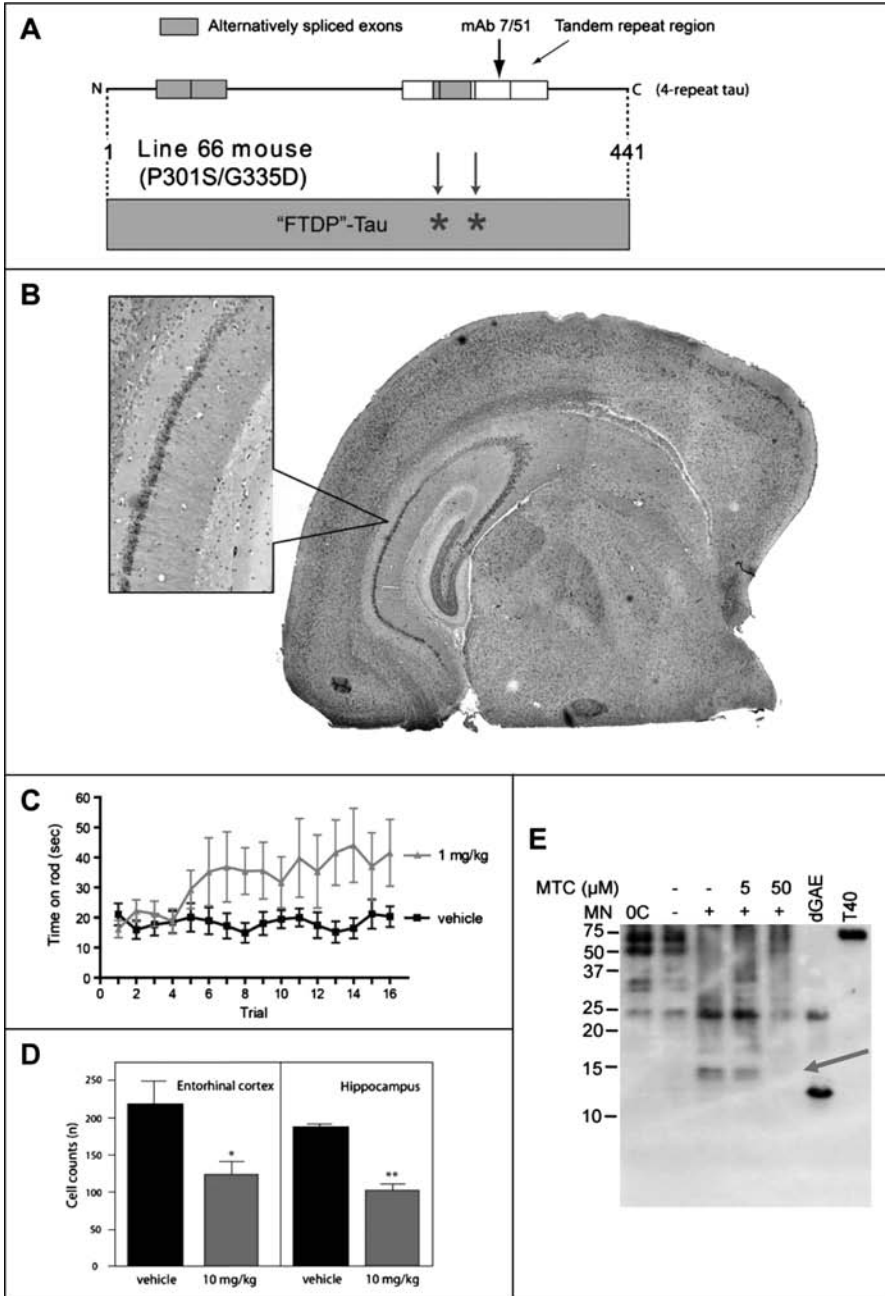 A
Alternatively spliced exons
mAb 7/51
Tandem repeat region
N
C (4-repeat tau)
1
Line 66 mouse
441
(P301S/G335D)
"FTDP"-Tau
* *
B
C
Time on rod (sec)
60
50
40
30
20
10
0
0 2 4 6 8 10 12 14 16
Trial
1 mg/kg
vehicle
D
Cell counts (n)
250
200
150
100
50
0
Entorhinal cortex
Hippocampus
*
**
vehicle 10 mg/kg vehicle 10 mg/kg
E
MTC (µM) - - 5 50
MN 0C - + + +
dGAE
T40
75
50
37
25
20
15
10